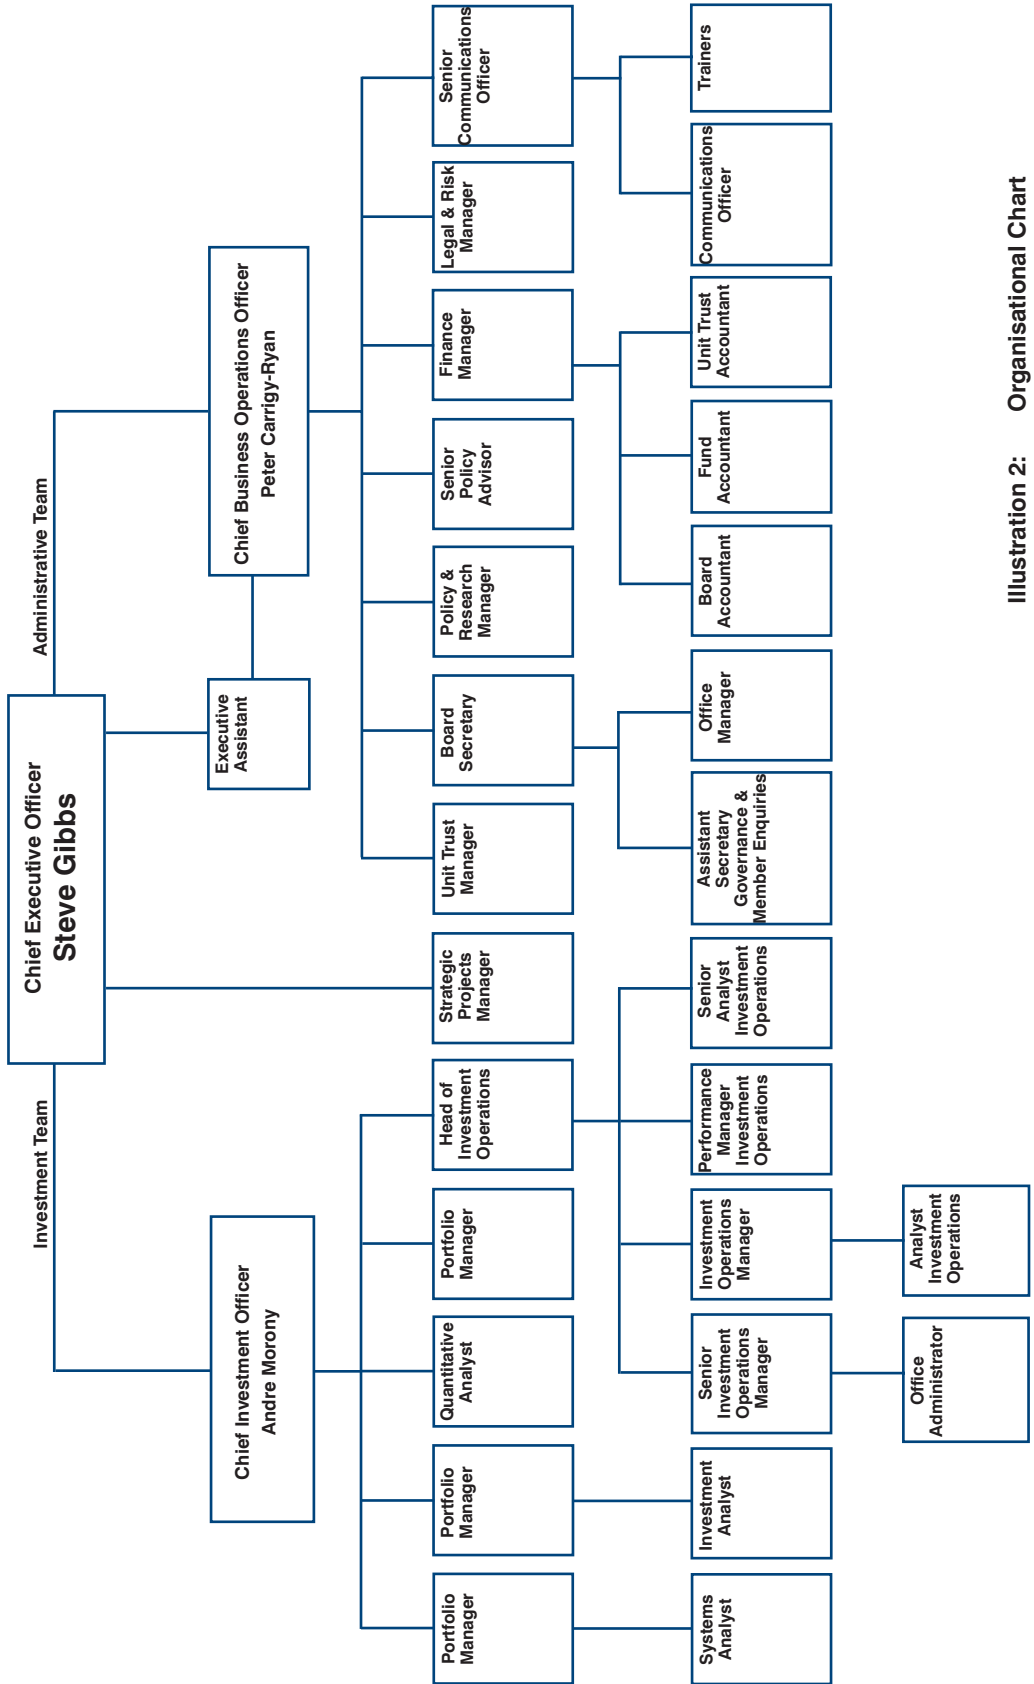 Chief Executive Officer
Steve Gibbs
Investment Team
Administrative Team
Chief Investment Officer
Andre Morony
Executive
Assistant
Chief Business Operations Officer
Peter Carrigy-Ryan
Portfolio
Manager
Portfolio
Manager
Quantitative
Analyst
Portfolio
Manager
Head of
Investment
Operations
Strategic
Projects
Manager
Unit Trust
Manager
Board
Secretary
Policy &
Research
Manager
Senior
Policy
Advisor
Finance
Manager
Legal & Risk
Manager
Senior
Communications
Officer
Systems
Analyst
Investment
Analyst
Senior
Investment
Operations
Manager
Investment
Operations
Manager
Performance
Manager
Investment
Operations
Senior
Analyst
Investment
Operations
Assistant
Secretary
Governance &
Member Enquiries
Office
Manager
Board
Accountant
Fund
Accountant
Unit Trust
Accountant
Communications
Officer
Trainers
Office
Administrator
Analyst
Investment
Operations
Illustration 2: Organisational Chart